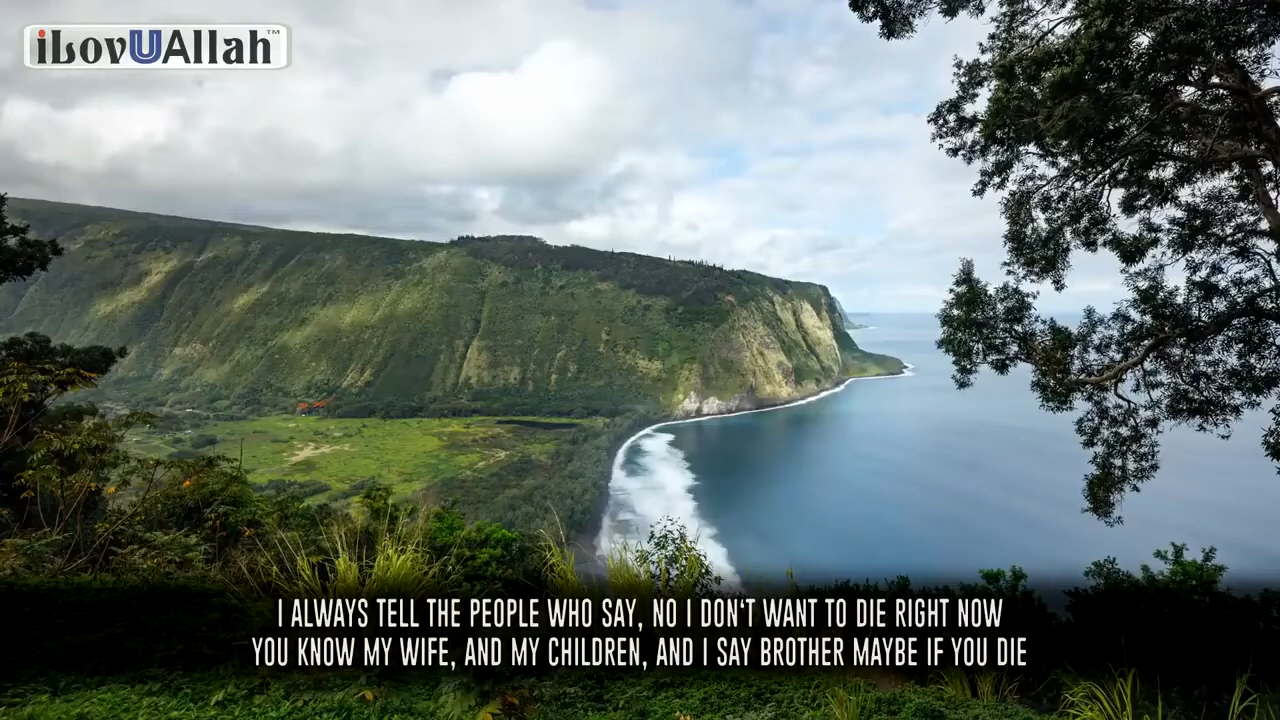 iLovUAllah™
I ALWAYS TELL THE PEOPLE WHO SAY, NO I DON'T WANT TO DIE RIGHT NOW
YOU KNOW MY WIFE, AND MY CHILDREN, AND I SAY BROTHER MAYBE IF YOU DIE